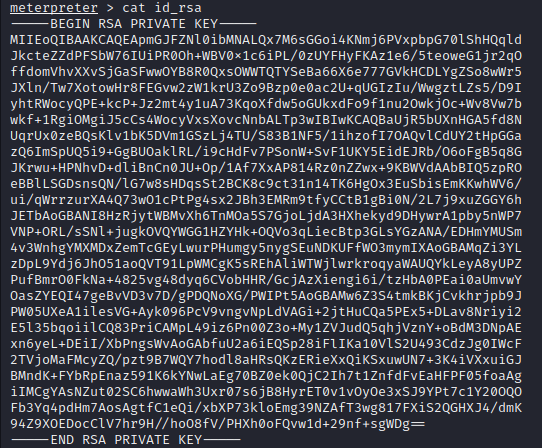 meterpreter > cat id_rsa
-----BEGIN RSA PRIVATE KEY-----
MIIEoQIBAAKCAQEApmGJFZNl0ibMNALQx7M6sGGoi4KNmj6PVxpbpG70lShHQqld
JkcteZZdPFSbW76IUiPR0Oh+WBV0×1c6iPL/0zUYFHyFKAz1e6/5teoweG1jr2qO
ffdomVhvXXvSjGaSFwwOYB8R0QxsOWWTQTYSeBa66X6e777GVkHCDLYgZSo8wWr5
JXln/Tw7XotowHr8FEGvw2zW1krU3Zo9Bzp0e0ac2U+qUGIzIu/WwgztLZs5/D9I
yhtRWocyQPE+kcP+Jz2mt4y1uA73KqoXfdw5oGUkxdFo9f1nu2OwkjOc+Wv8Vw7b
wkf+1RgiOMgiJ5cCs4WocyVxsXovcNnbALTp3wIBIwKCAQBaUjR5bUXnHGA5fd8N
UqrUx0zeBQsKlv1bK5DVm1GSzLj4TU/S83B1NF5/1ihzofI7OAQvlCdUY2tHpGGa
zQ6ImSpUQ5i9+GgBUOaklRL/i9cHdFv7PSonW+SvF1UKY5EidEJRb/O6oFgB5q8G
JKrwu+HPNhvD+dliBnCn0JU+Op/1Af7XxAP814Rz0nZZwx+9KBWVdAAbBIQ5zpRO
eBBlLSGDsnsQN/lG7w8sHDqsSt2BCK8c9ct31n14TK6HgOx3EuSbisEmKKwhWV6/
ui/qWrrzurXA4Q73wO1cPtPg4sx2JBh3EMRm9tfyCCtB1gBi0N/2L7j9xuZGGY6h
JETbAoGBANI8HzRjytWBMvXh6TnMOa5S7GjoLjdA3HXhekyd9DHywrA1pby5nWP7
VNP+ORL/sSNl+jugkOVQYWGG1HZYHk+OQVo3qLiecBtp3GLsYGzANA/EDHmYMUSm
4v3WnhgYMXMDxZemTcGEyLwurPHumgy5nygSEuNDKUFfWO3mymIXAoGBAMqZi3YL
zDpL9Ydj6JhO51aoQVT91LpWMCgK5sREhAliWTWjlwrkroqyaWAUQYkLeyA8yUPZ
PufBmrO0FkNa+4825vg48dyq6CVobHHR/GcjAzXiengi6i/tzHbA0PEai0aUmvwY
OasZYEQI47geBvVD3v7D/gPDQNoXG/PWIPt5AoGBAMw6Z3S4tmkBKjCvkhrjpb9J
PW05UXeA1ilesVG+Ayk096PcV9vngvNpLdVAGi+2jtHuCQa5PEx5+DLav8Nriyi2
E5l35bqoiilCQ83PriCAMpL49iz6Pn00Z3o+My1ZVJudQ5qhjVznY+oBdM3DNpAE
xn6yeL+DEiI/XbPngsWvAoGAbfuU2a6iEQSp28iFlIKa10VlS2U493CdzJg0IWcF
2TVjoMaFMcyZQ/pzt9B7WQY7hodl8aHRsQKzERieXxQiKSxuwUN7+3K4iVXxuiGJ
BMndK+FYbRpEnaz591K6kYNwLaEg70BZ0ek0QjC2Ih7t1ZnfdFvEaHFPF05foaAg
iIMCgYAsNZut02SC6hwwaWh3Uxr07s6jB8HyrET0v1vOyOe3xSJ9YPt7c1Y20QQO
Fb3Yq4pdHm7AosAgtfC1eQi/xbXP73kloEmg39NZAfT3wg817FXiS2QGHXJ4/dmK
94Z9XOEDocClV7hr9H//hoO8fV/PHXh0oFQvw1d+29nf+sgWDg==
-----END RSA PRIVATE KEY-----